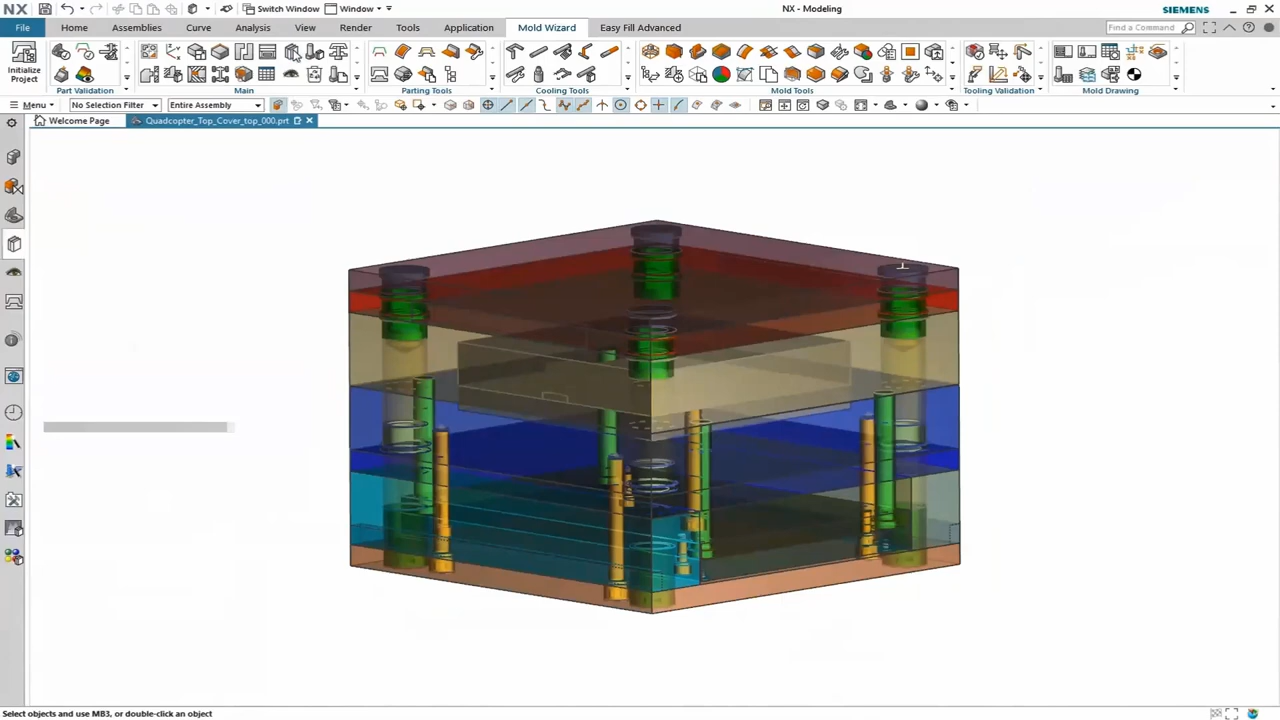 NX
Switch Window
Window
NX - Modeling
SIEMENS
File
Home
Assemblies
Curve
Analysis
View
Render
Tools
Application
Mold Wizard
Easy Fill Advanced
Find a Command
Initialize
Project
Part Validation
Main
Parting Tools
Cooling Tools
Mold Tools
Tooling Validation
Mold Drawing
Menu
No Selection Filter
Entire Assembly
Welcome Page
Quadcopter_Top_Cover_top_000.prt
Select objects and use MB3, or double-click an object